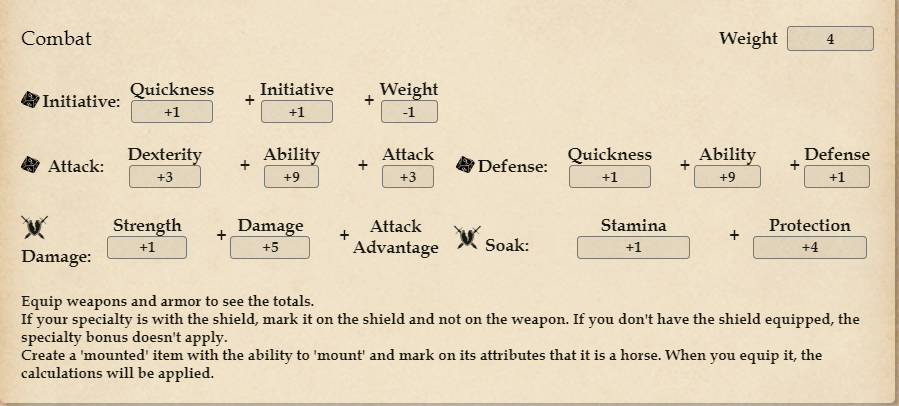 Combat Weight 4
Quickness Initiative Weight
Initiative: +1 + +1 + -1
Dexterity Ability Attack Quickness Ability Defense
Attack: +3 + +9 + +3 Defense: +1 + +9 + +1
Strength Damage Attack Stamina Protection
Damage: +1 + +5 + Advantage Soak: +1 + +4
Equip weapons and armor to see the totals.
If your specialty is with the shield, mark it on the shield and not on the weapon. If you don't have the shield equipped, the
specialty bonus doesn't apply.
Create a 'mounted' item with the ability to 'mount' and mark on its attributes that it is a horse. When you equip it, the
calculations will be applied.